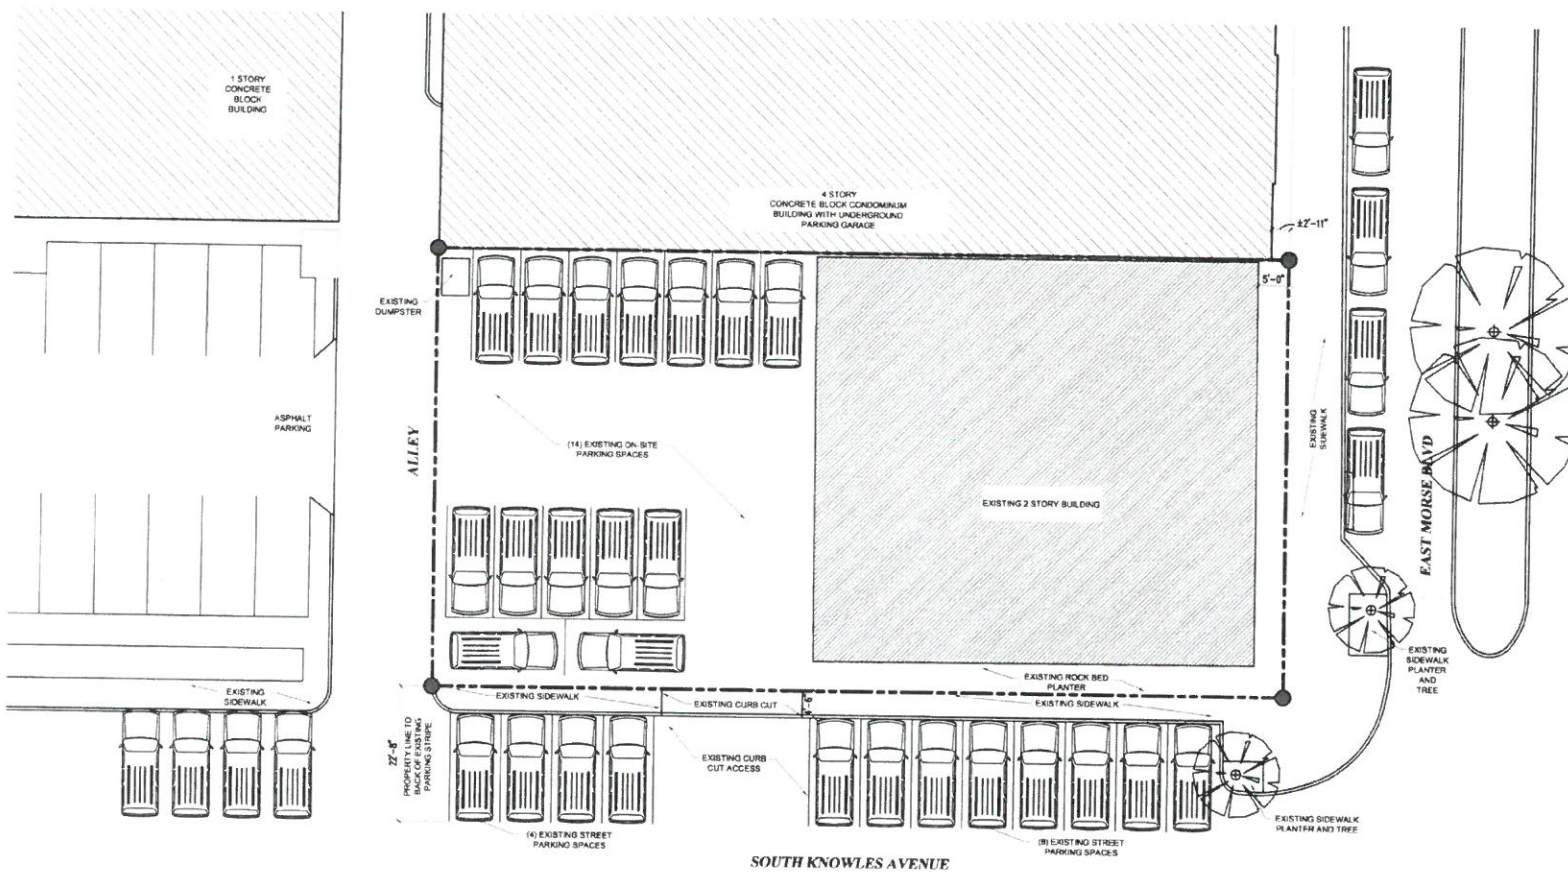 1 STORY
CONCRETE
BLOCK
BUILDING
4 STORY
CONCRETE BLOCK CONDOMINUM
BUILDING WITH UNDERGROUND
PARKING GARAGE
±2'-11"
5'-0"
EXISTING
DUMPSTER
ASPHALT
PARKING
ALLEY
(14) EXISTING ON-SITE
PARKING SPACES
EXISTING 2 STORY BUILDING
EXISTING
SIDEWALK
EAST MORSE BLVD
EXISTING
SIDEWALK
PLANTER
AND
TREE
EXISTING ROCK BED
PLANTER
EXISTING
SIDEWALK
EXISTING SIDEWALK
EXISTING CURB CUT
4'-6"
EXISTING SIDEWALK
22'-8"
PROPERTY LINE TO
BACK OF EXISTING
PARKING STRIPE
EXISTING CURB
CUT ACCESS
(4) EXISTING STREET
PARKING SPACES
(8) EXISTING STREET
PARKING SPACES
EXISTING SIDEWALK
PLANTER AND TREE
SOUTH KNOWLES AVENUE